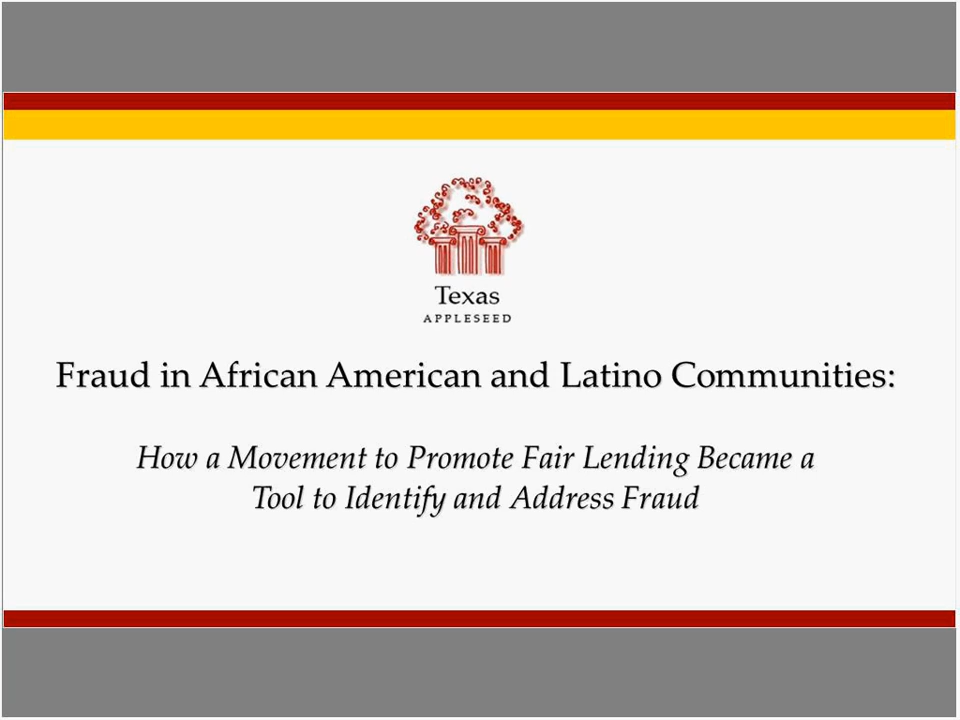 Texas
APPLESEED
Fraud in African American and Latino Communities:
How a Movement to Promote Fair Lending Became a
Tool to Identify and Address Fraud